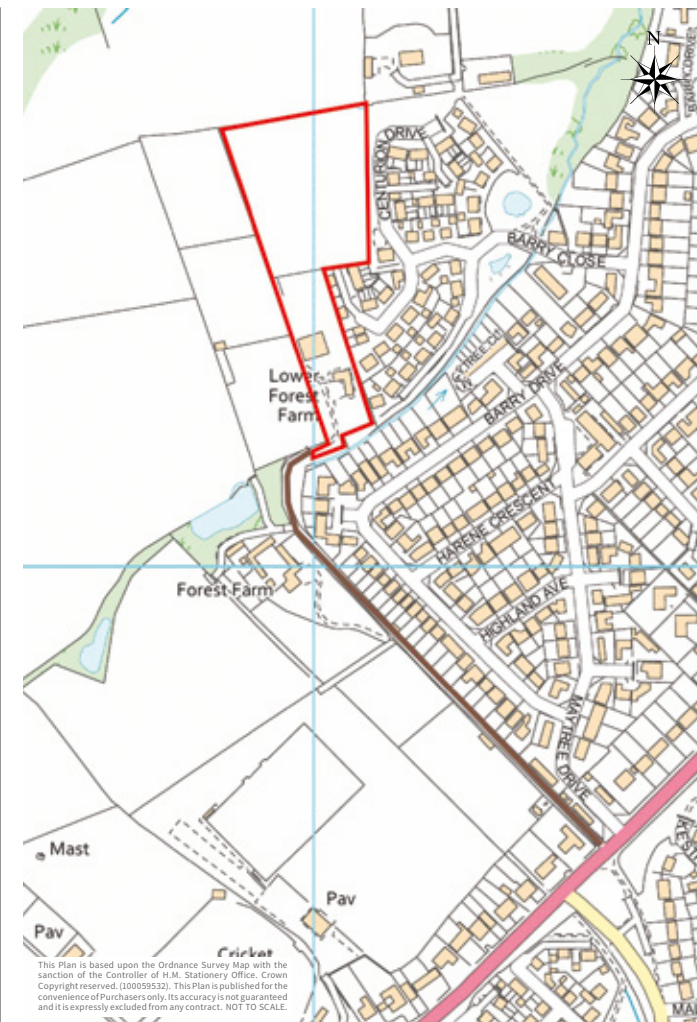 N
CENTURION DRIVE
BARRY CLOSE
BARRY DRIVE
Lower
Forest
Farm
HARENE CRESCENT
Forest Farm
HIGHLAND AVE
MAYTREE DRIVE
Mast
Pav
Pav
Cricket
This Plan is based upon the Ordnance Survey Map with the
sanction of the Controller of H.M. Stationery Office. Crown
Copyright reserved. (100059532). This Plan is published for the
convenience of Purchasers only. Its accuracy is not guaranteed
and it is expressly excluded from any contract. NOT TO SCALE.